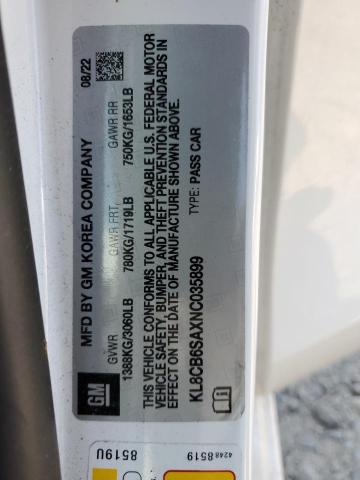 MFD BY GM KOREA COMPANY 08/22
GVWR GAWR FRT GAWR RR
1388KG/3060LB 780KG/1719LB 750KG/1653LB
THIS VEHICLE CONFORMS TO ALL APPLICABLE U.S. FEDERAL MOTOR
VEHICLE SAFETY, BUMPER, AND THEFT PREVENTION STANDARDS IN
EFFECT ON THE DATE OF MANUFACTURE SHOWN ABOVE.
KL8CB6SAXNC035899 TYPE: PASS CAR
GM
8519U
4248 8519